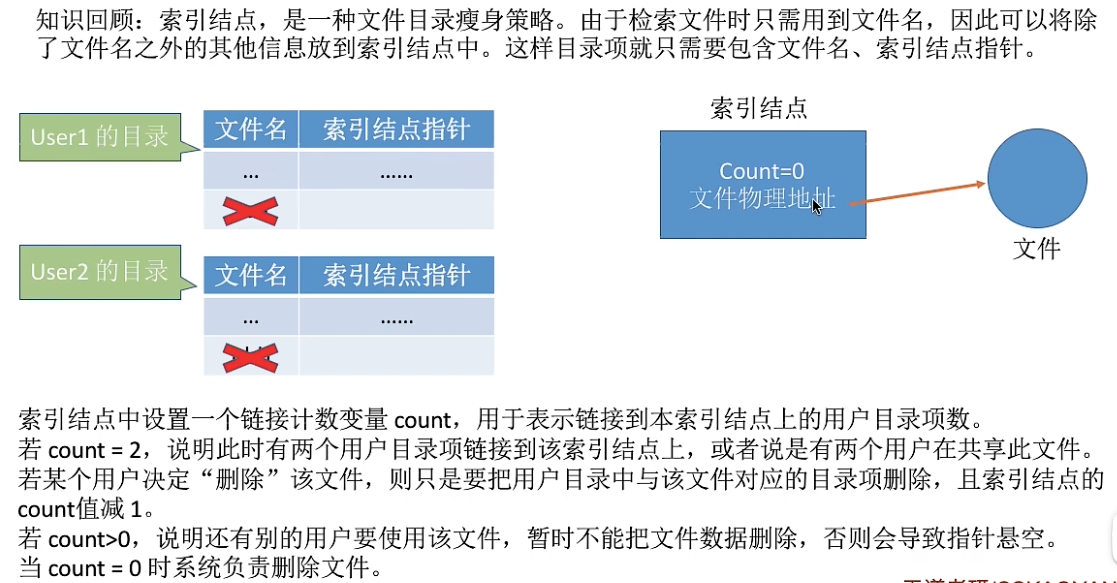 知识回顾：索引结点，是一种文件目录瘦身策略。由于检索文件时只需用到文件名，因此可以将除
了文件名之外的其他信息放到索引结点中。这样目录项就只需要包含文件名、索引结点指针。
索引结点
User1 的目录
文件名 索引结点指针
... ......
Count=0
文件物理地址
文件
User2 的目录
文件名 索引结点指针
... ......
索引结点中设置一个链接计数变量 count，用于表示链接到本索引结点上的用户目录项数。
若 count = 2，说明此时有两个用户目录项链接到该索引结点上，或者说是有两个用户在共享此文件。
若某个用户决定“删除”该文件，则只是要把用户目录中与该文件对应的目录项删除，且索引结点的
count值减 1。
若 count>0，说明还有别的用户要使用该文件，暂时不能把文件数据删除，否则会导致指针悬空。
当 count = 0 时系统负责删除文件。